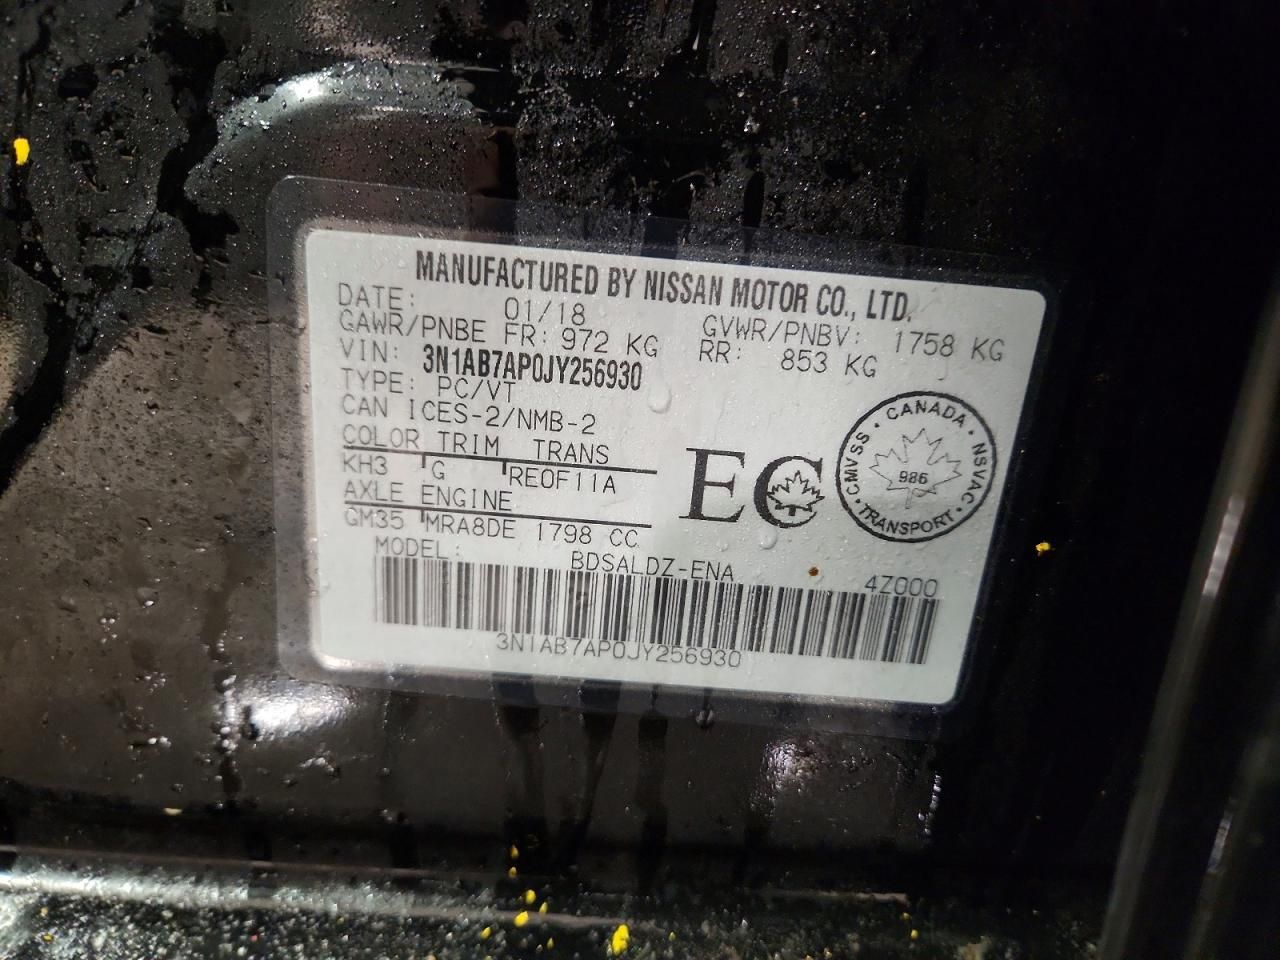 MANUFACTURED BY NISSAN MOTOR CO., LTD.
DATE: 01/18 GVWR/PNBV: 1758 KG
GAWR/PNBE FR: 972 KG RR: 853 KG
VIN: 3N1AB7AP0JY256930
TYPE: PC/VT
CAN ICES-2/NMB-2
COLOR TRIM TRANS
KH3 G RE0F11A
AXLE ENGINE
GM35 MRA8DE 1798 CC
EC
CANADA · NSVAC · TRANSPORT · CMVSS ·
986
MODEL: BDSALDZ-ENA 4Z000
3N1AB7AP0JY256930